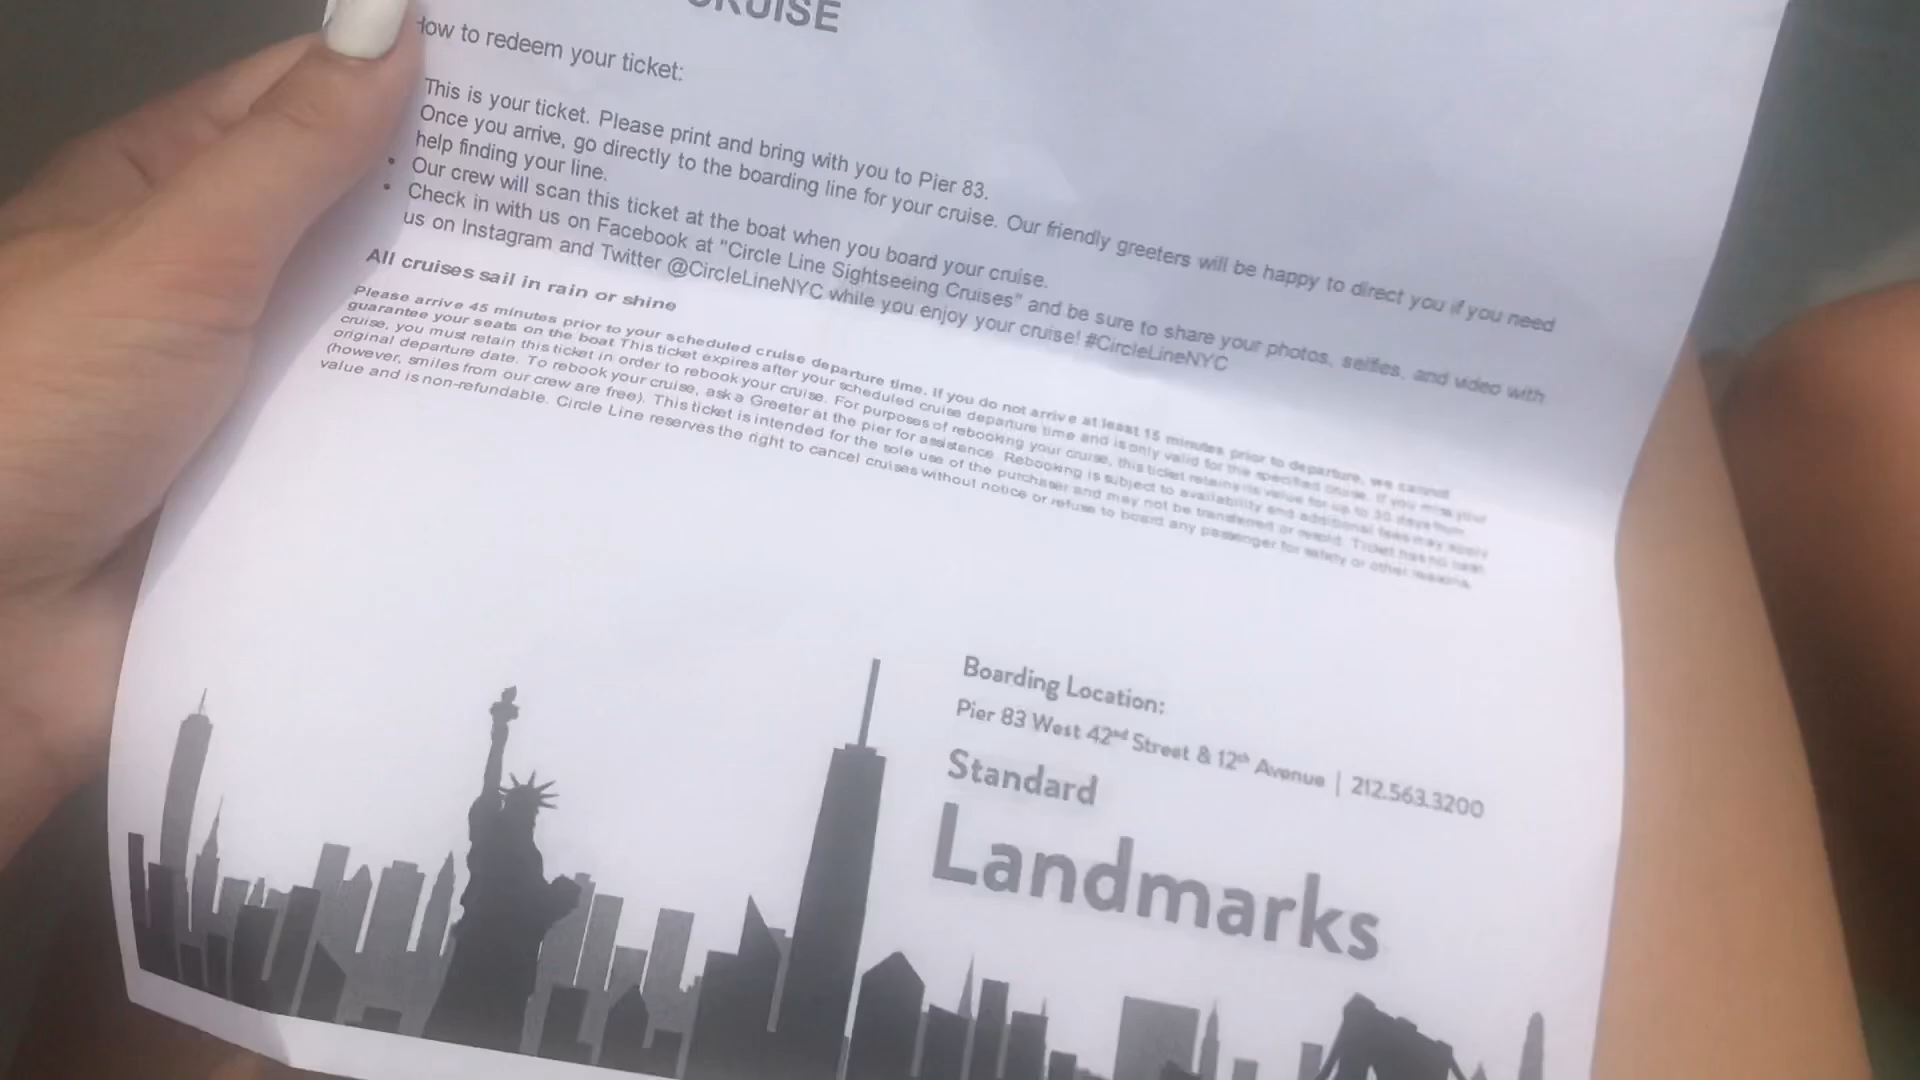 CRUISE
How to redeem your ticket:
This is your ticket. Please print and bring with you to Pier 83.
Once you arrive, go directly to the boarding line for your cruise. Our friendly greeters will be happy to direct you if you need
help finding your line.
• Our crew will scan this ticket at the boat when you board your cruise.
• Check in with us on Facebook at "Circle Line Sightseeing Cruises" and be sure to share your photos, selfies, and video with
us on Instagram and Twitter @CircleLineNYC while you enjoy your cruise! #CircleLineNYC
All cruises sail in rain or shine
Please arrive 45 minutes prior to your scheduled cruise departure time. If you do not arrive at least 15 minutes prior to departure, we cannot
guarantee your seats on the boat This ticket expires after your scheduled cruise departure time and is only valid for the specified cruise. If you miss your
cruise, you must retain this ticket in order to rebook your cruise. For purposes of rebooking your cruise, this ticket retains its value for up to 30 days from
original departure date. To rebook your cruise, ask a Greeter at the pier for assistance. Rebooking is subject to availability and additional fees may apply
(however, smiles from our crew are free). This ticket is intended for the sole use of the purchaser and may not be transferred or resold. Ticket has no cash
value and is non-refundable. Circle Line reserves the right to cancel cruises without notice or refuse to board any passenger for safety or other reasons.
Boarding Location:
Pier 83 West 42nd Street & 12th Avenue | 212.563.3200
Standard
Landmarks